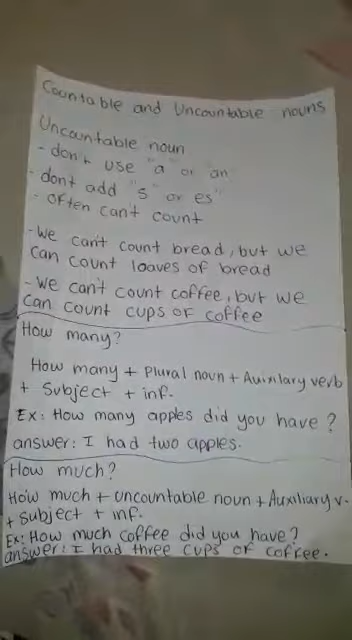 Countable and Uncountable nouns
Uncountable noun
- don't use "a" or an
- dont add "s" or es"
- often can't count
- We can't count bread, but we
can count loaves of bread
- We can't count coffee, but we
can count cups of coffee
How many?
How many + Plural noun + Auixlary verb
+ Subject + inf.
Ex: How many apples did you have?
answer: I had two apples.
How much?
How much + uncountable noun + Auxiliary v.
+ subject + inf.
Ex: How much coffee did you have?
answer: I had three cups of coffee.